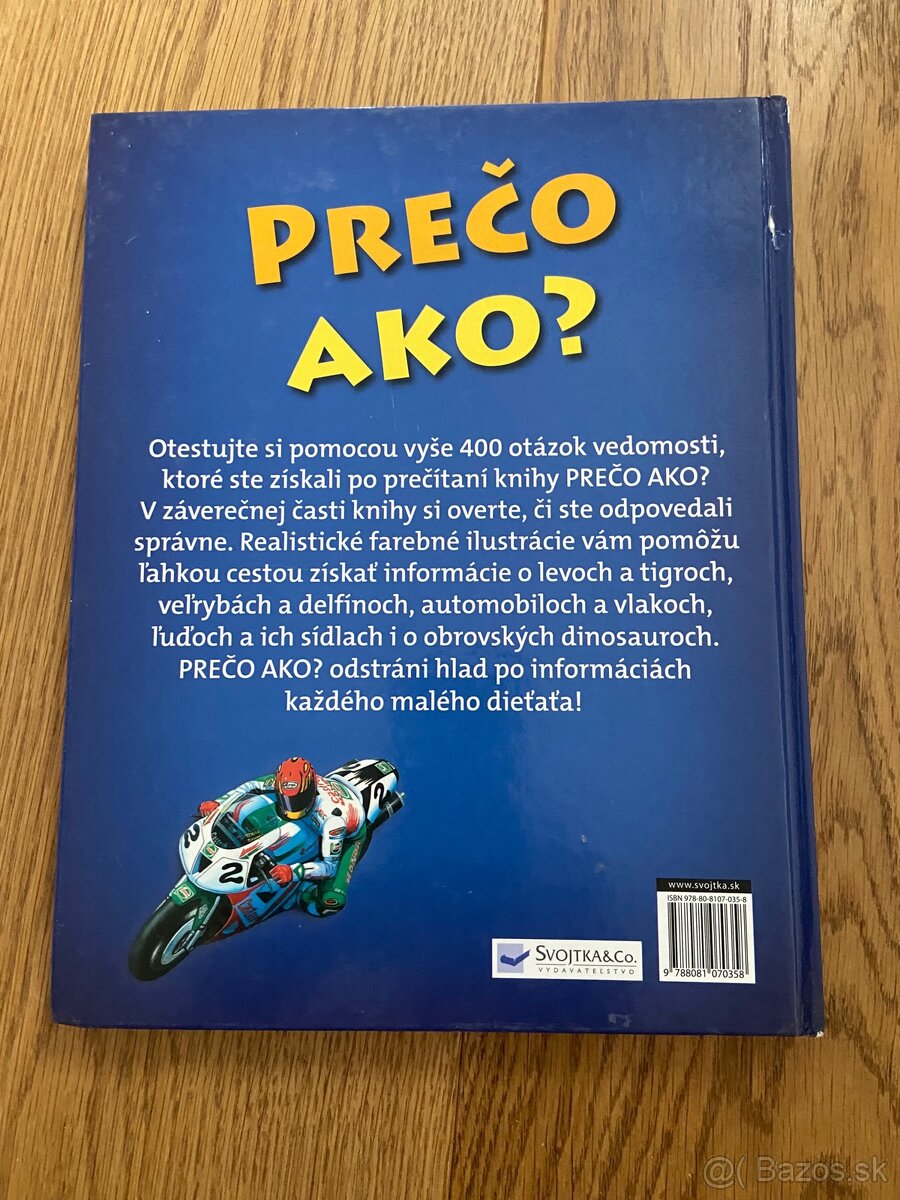 PREČO
AKO?
Otestujte si pomocou vyše 400 otázok vedomosti,
ktoré ste získali po prečítaní knihy PREČO AKO?
V záverečnej časti knihy si overte, či ste odpovedali
správne. Realistické farebné ilustrácie vám pomôžu
ľahkou cestou získať informácie o levoch a tigroch,
veľrybách a delfínoch, automobiloch a vlakoch,
ľuďoch a ich sídlach i o obrovských dinosauroch.
PREČO AKO? odstráni hlad po informáciách
každého malého dieťaťa!
2
2
2
www.svojtka.sk
ISBN 978-80-8107-035-8
9 788081 070358
SVOJTKA&CO.
VYDAVATEĽSTVO
@( Bazos.sk